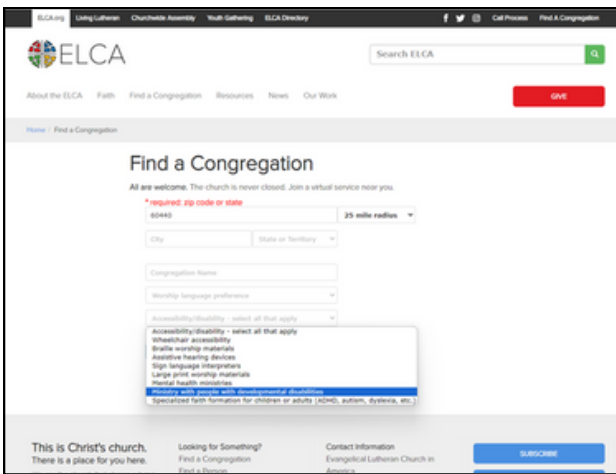 ELCA.org Living Lutheran Churchwide Assembly Youth Gathering ELCA Directory Call Process Find A Congregation
ELCA
Search ELCA
About the ELCA Faith Find a Congregation Resources News Our Work GIVE
Home / Find a Congregation
Find a Congregation
All are welcome. The church is never closed. Join a virtual service near you.
*required: zip code or state
60440 25 mile radius
City State or Territory
Congregation Name
Worship language preference
Accessibility/disability - select all that apply
Accessibility/disability - select all that apply
Wheelchair accessibility
Braille worship materials
Assistive hearing devices
Sign language interpreters
Large print worship materials
Mental health ministries
Ministry with people with developmental disabilities
Specialized faith formation for children or adults (ADHD, autism, dyslexia, etc.)
This is Christ's church.
There is a place for you here.
Looking for Something?
Find a Congregation
Find a Person
Contact Information
Evangelical Lutheran Church in
America
SUBSCRIBE